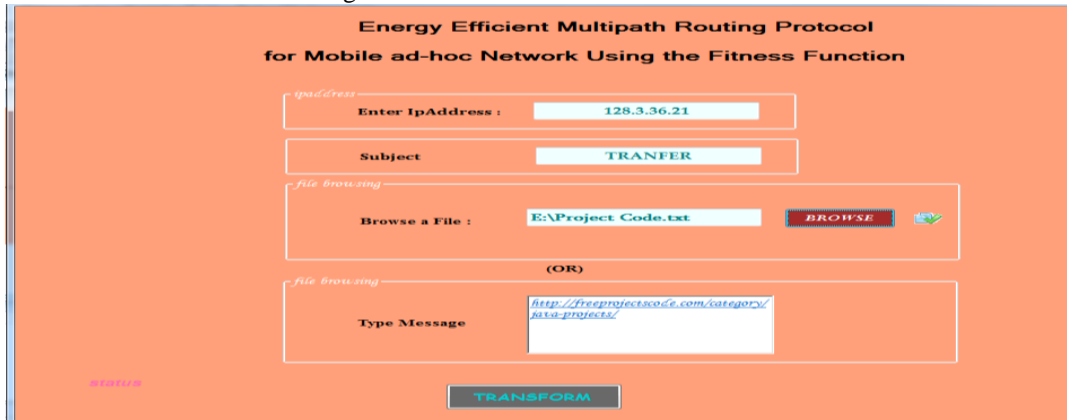 Energy Efficient Multipath Routing Protocol
for Mobile ad-hoc Network Using the Fitness Function
ipaddress
Enter IpAddress : 128.3.36.21
Subject TRANFER
file browsing
Browse a File : E:\Project Code.txt BROWSE
(OR)
file browsing
http://freeprojectscode.com/category/
java-projects/
Type Message
status
TRANSFORM